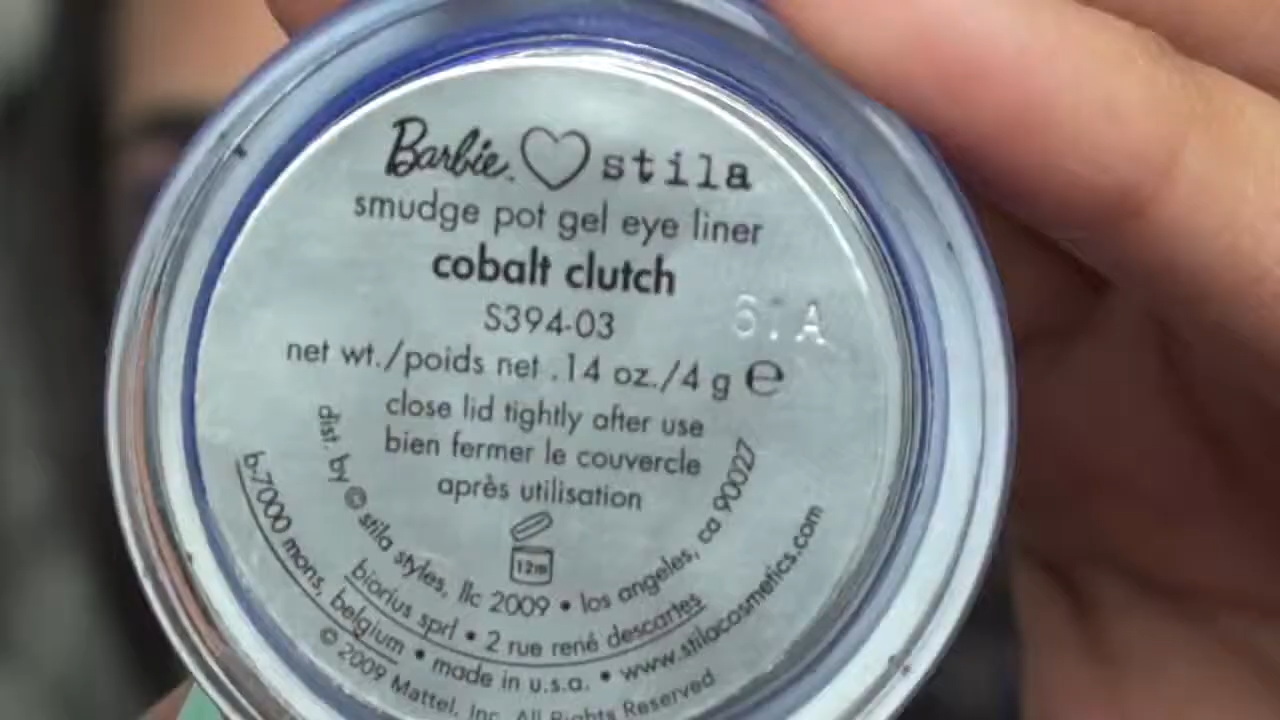 Barbie. ♡ stila
smudge pot gel eye liner
cobalt clutch
S394-03
67A
net wt./poids net .14 oz./4 g ℮
close lid tightly after use
bien fermer le couvercle
après utilisation
12m
dist. by © stila styles, llc 2009 • los angeles, ca 90027
biorius sprl • 2 rue rené descartes
b-7000 mons, belgium • made in u.s.a. • www.stilacosmetics.com
© 2009 Mattel, Inc. All Rights Reserved